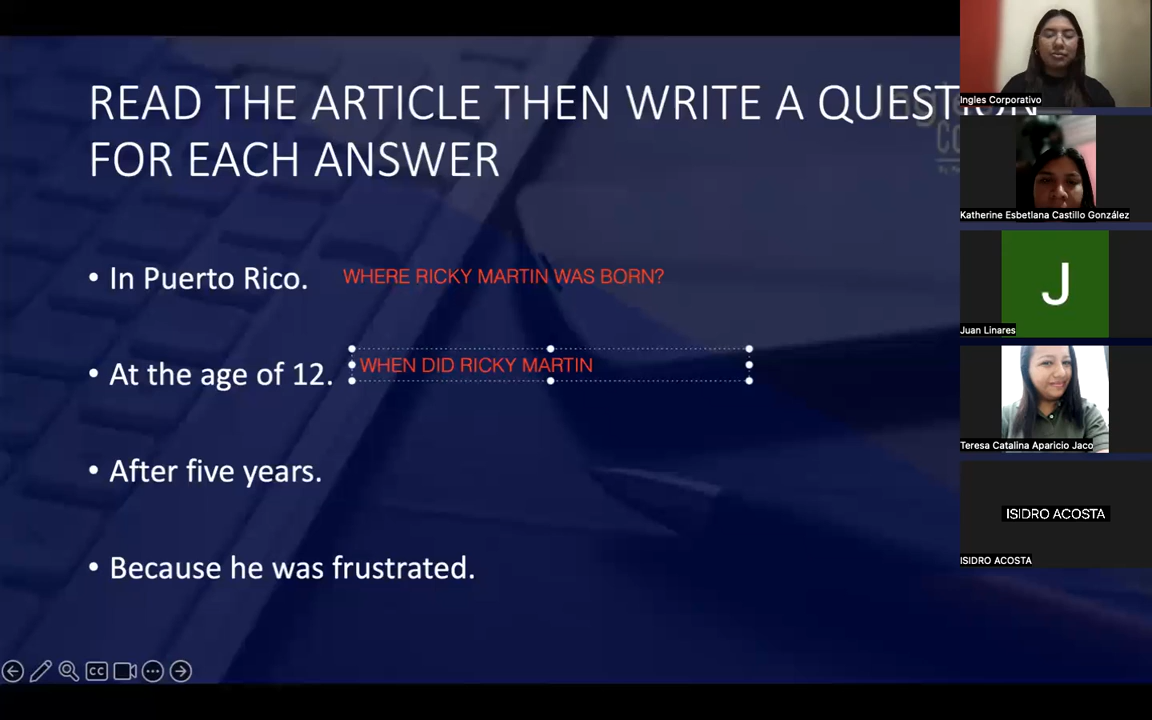 READ THE ARTICLE THEN WRITE A QUESTION
FOR EACH ANSWER
• In Puerto Rico.
WHERE RICKY MARTIN WAS BORN?
• At the age of 12.
WHEN DID RICKY MARTIN
• After five years.
• Because he was frustrated.
CC
Ingles Corporativo
Katherine Esbetlana Castillo González
J
Juan Linares
Teresa Catalina Aparicio Jaco
ISIDRO ACOSTA
ISIDRO ACOSTA